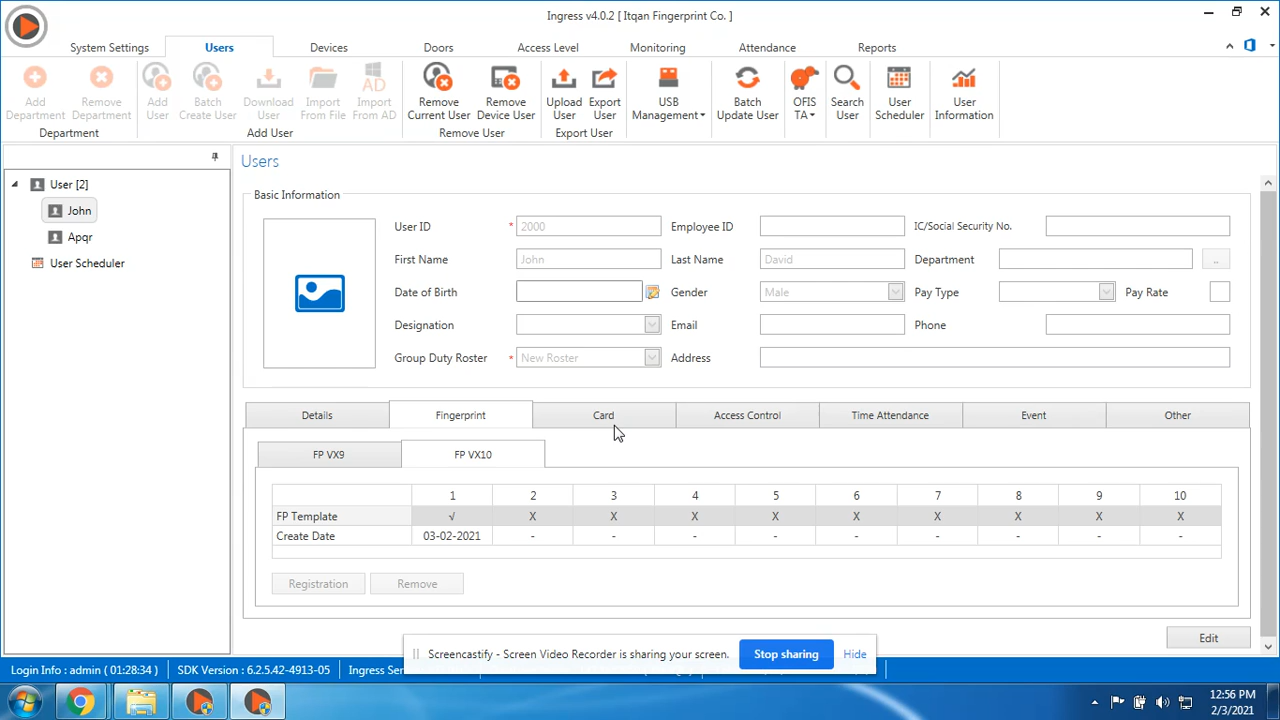 Ingress v4.0.2 [ Itqan Fingerprint Co. ]
System Settings Users Devices Doors Access Level Monitoring Attendance Reports
Add Department Remove Department Add User Batch Create User Download User Import From File Import From AD Remove Current User Remove Device User Upload User Export User USB Management Batch Update User OFIS TA Search User User Scheduler User Information
Department Add User Remove User Export User
Users
User [2]
John
Apqr
User Scheduler
Basic Information
User ID * 2000 Employee ID IC/Social Security No.
First Name John Last Name David Department ..
Date of Birth Gender Male Pay Type Pay Rate
Designation Email Phone
Group Duty Roster * New Roster Address
Details Fingerprint Card Access Control Time Attendance Event Other
FP VX9 FP VX10
1 2 3 4 5 6 7 8 9 10
FP Template √ X X X X X X X X X
Create Date 03-02-2021 - - - - - - - - -
Registration Remove
Edit
Screencastify - Screen Video Recorder is sharing your screen. Stop sharing Hide
Login Info : admin ( 01:28:34 ) SDK Version : 6.2.5.42-4913-05 Ingress Ser
12:56 PM
2/3/2021